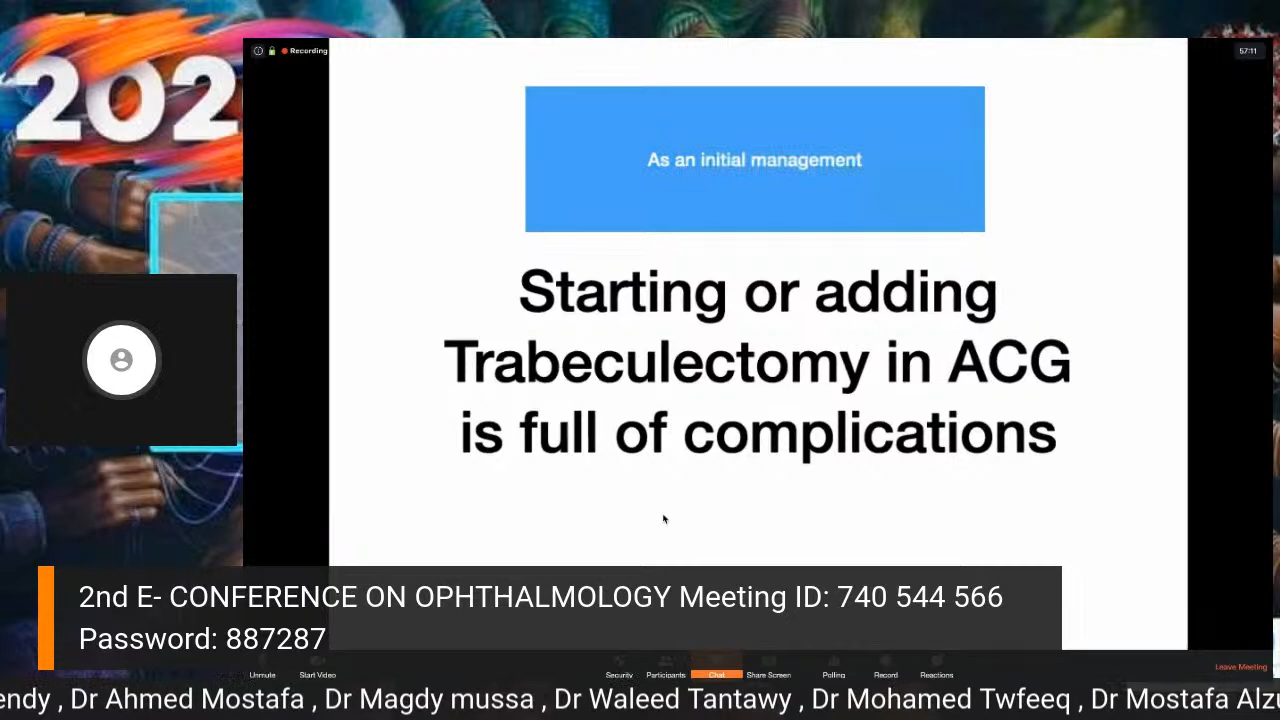 202
Recording
57:11
As an initial management
Starting or adding
Trabeculectomy in ACG
is full of complications
2nd E- CONFERENCE ON OPHTHALMOLOGY Meeting ID: 740 544 566
Password: 887287
Unmute Start Video Security Participants Chat Share Screen Polling Record Reactions Leave Meeting
endy , Dr Ahmed Mostafa , Dr Magdy mussa , Dr Waleed Tantawy , Dr Mohamed Twfeeq , Dr Mostafa Alz